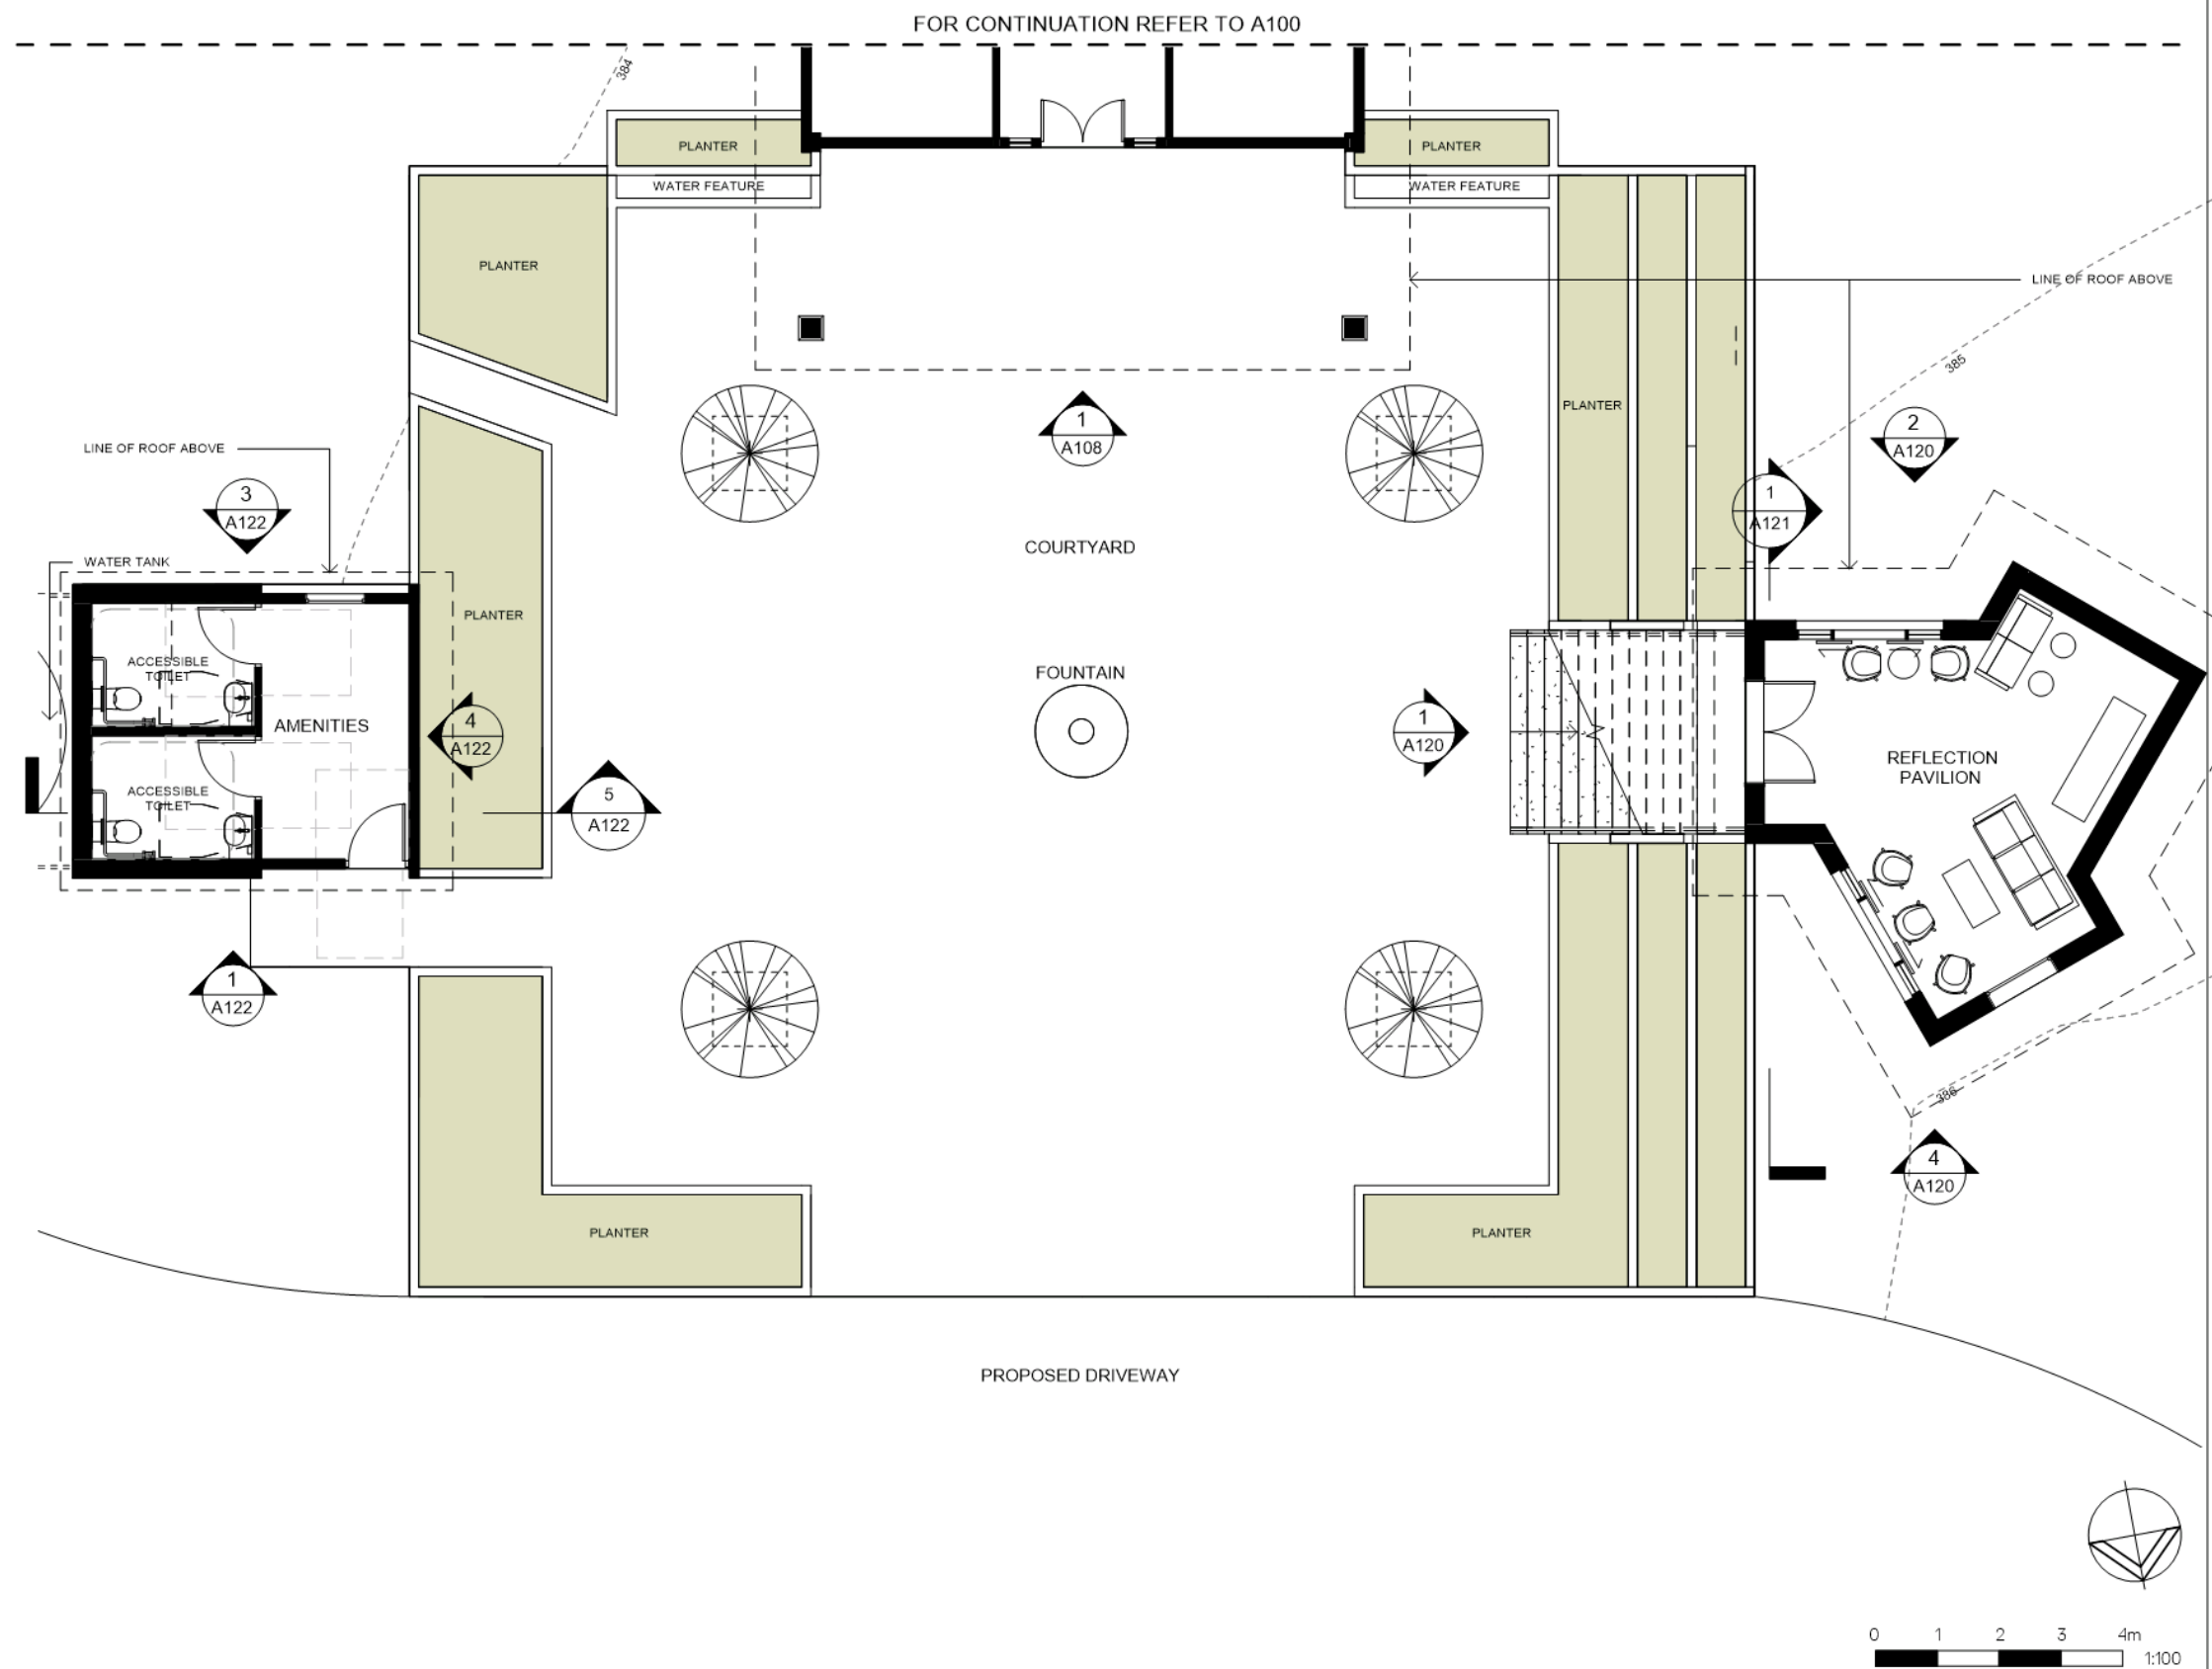 FOR CONTINUATION REFER TO A100
384
PLANTER
PLANTER
WATER FEATURE
WATER FEATURE
PLANTER
LINE OF ROOF ABOVE
385
PLANTER
1
A108
2
A120
LINE OF ROOF ABOVE
3
A122
1
A121
COURTYARD
WATER TANK
PLANTER
ACCESSIBLE
TOILET
FOUNTAIN
AMENITIES
4
A122
1
A120
REFLECTION
PAVILION
ACCESSIBLE
TOILET
5
A122
1
A122
386
4
A120
PLANTER
PLANTER
PROPOSED DRIVEWAY
0 1 2 3 4m
1:100